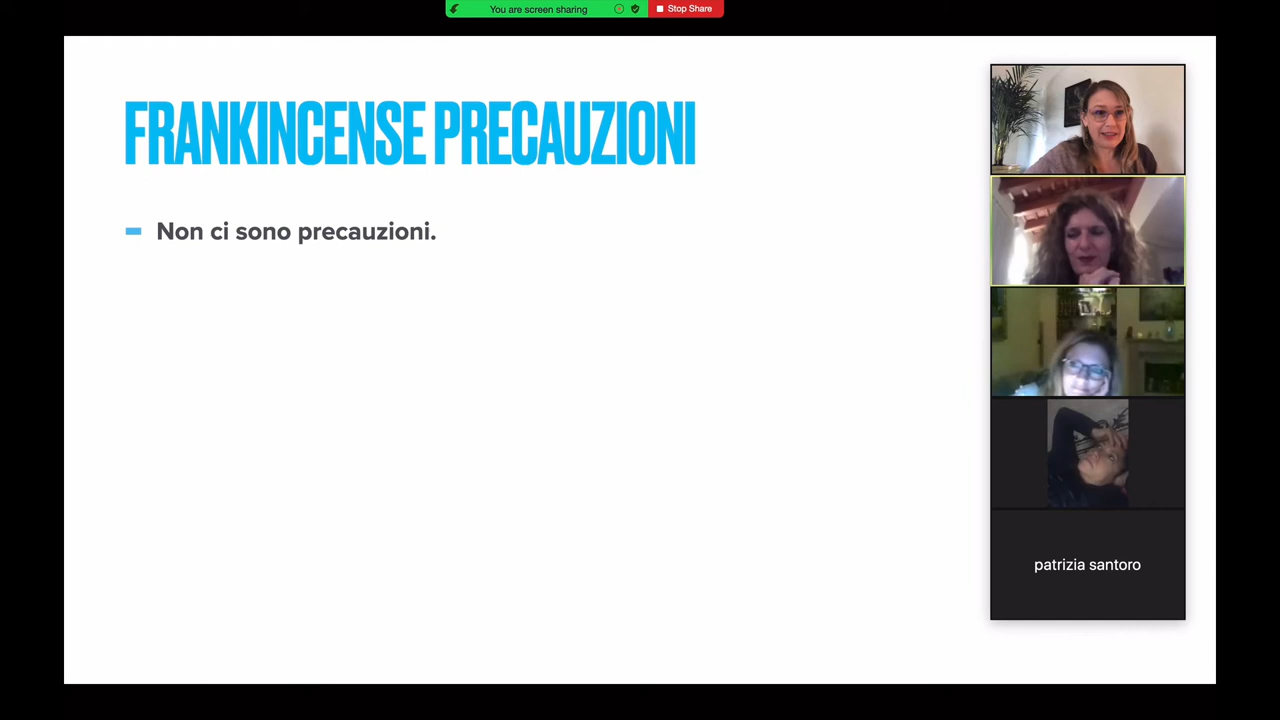 You are screen sharing
Stop Share
FRANKINCENSE PRECAUZIONI
Non ci sono precauzioni.
patrizia santoro